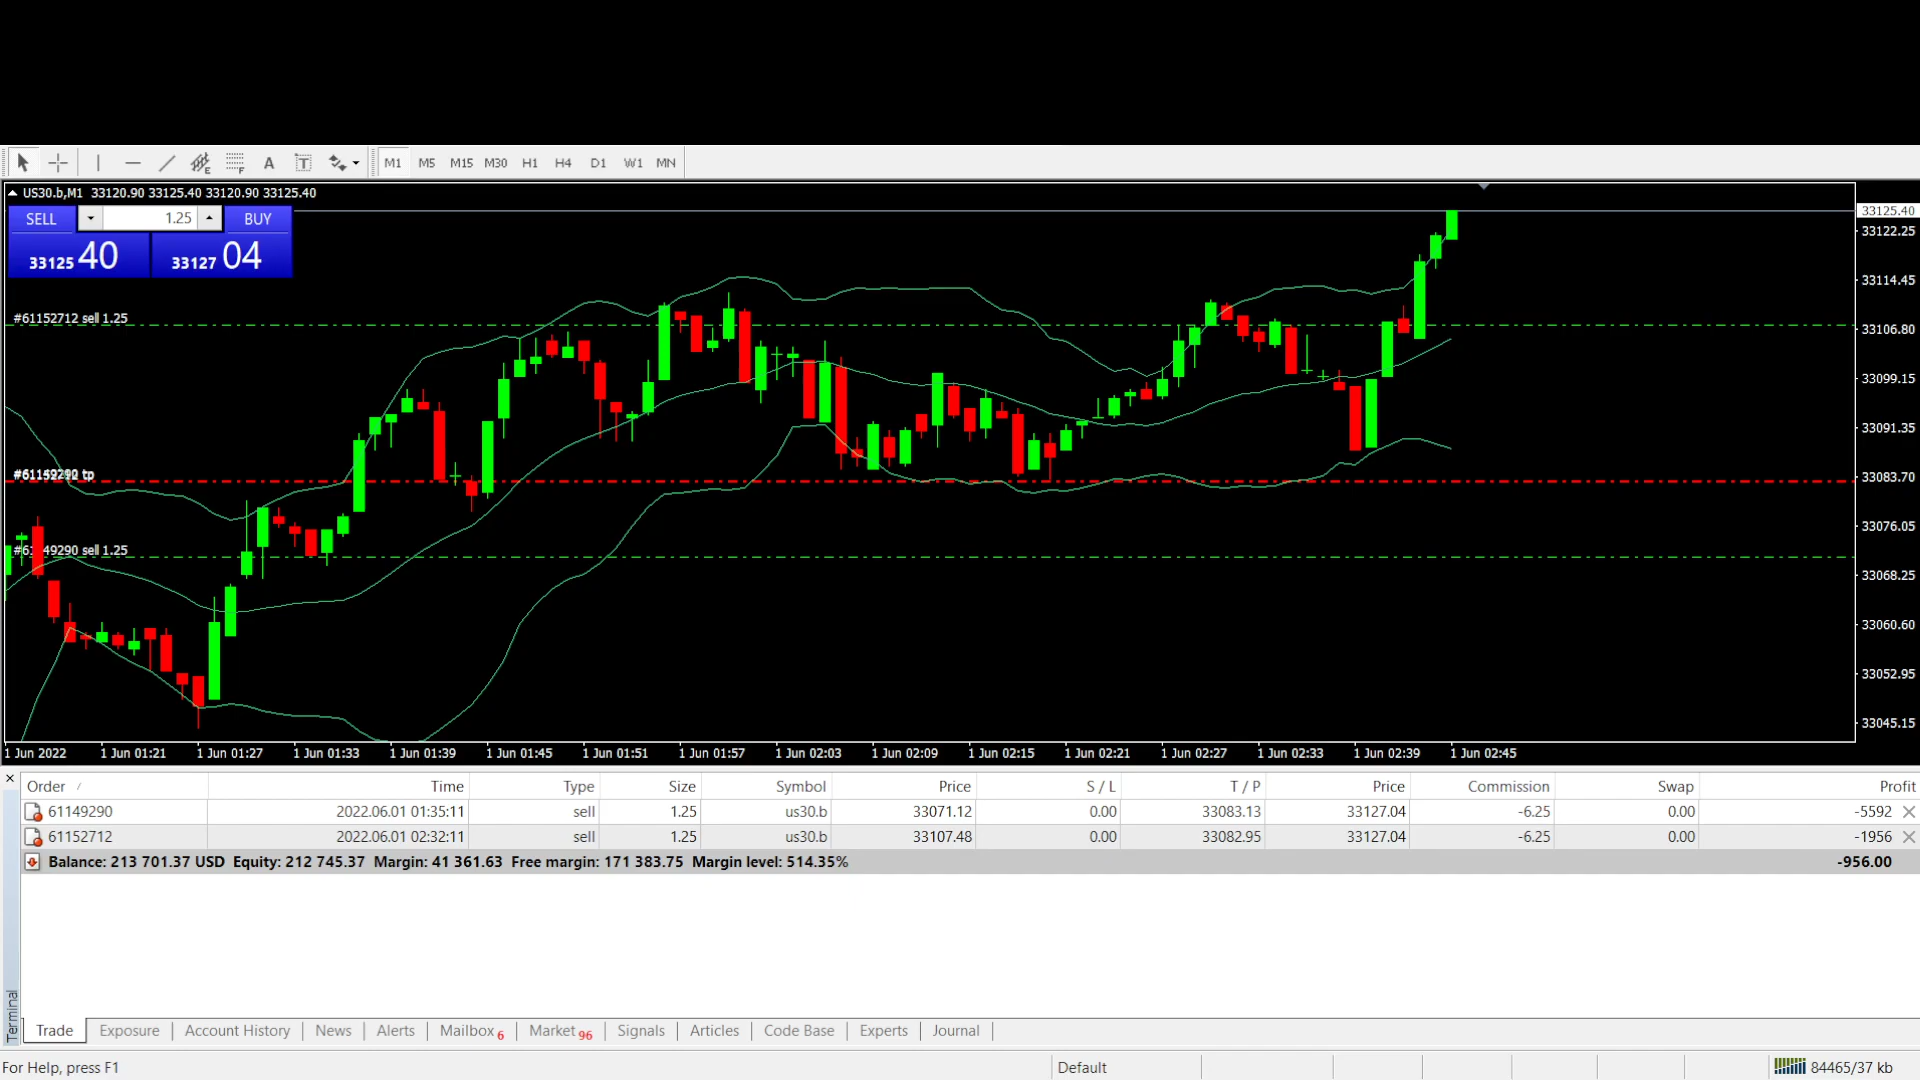 E F A T M1 M5 M15 M30 H1 H4 D1 W1 MN
US30.b,M1 33120.90 33125.40 33120.90 33125.40
SELL 1.25 BUY
33125 40 33127 04
33125.40
33122.25
33114.45
#61152712 sell 1.25
33106.80
33099.15
33091.35
tp
33083.70
33076.05
#61149290 sell 1.25
33068.25
33060.60
33052.95
33045.15
1 Jun 2022 1 Jun 01:21 1 Jun 01:27 1 Jun 01:33 1 Jun 01:39 1 Jun 01:45 1 Jun 01:51 1 Jun 01:57 1 Jun 02:03 1 Jun 02:09 1 Jun 02:15 1 Jun 02:21 1 Jun 02:27 1 Jun 02:33 1 Jun 02:39 1 Jun 02:45
Order / Time Type Size Symbol Price S / L T / P Price Commission Swap Profit
61149290 2022.06.01 01:35:11 sell 1.25 us30.b 33071.12 0.00 33083.13 33127.04 -6.25 0.00 -5592
61152712 2022.06.01 02:32:11 sell 1.25 us30.b 33107.48 0.00 33082.95 33127.04 -6.25 0.00 -1956
Balance: 213 701.37 USD Equity: 212 745.37 Margin: 41 361.63 Free margin: 171 383.75 Margin level: 514.35% -956.00
Terminal
Trade Exposure Account History News Alerts Mailbox 6 Market 96 Signals Articles Code Base Experts Journal
For Help, press F1 Default 84465/37 kb